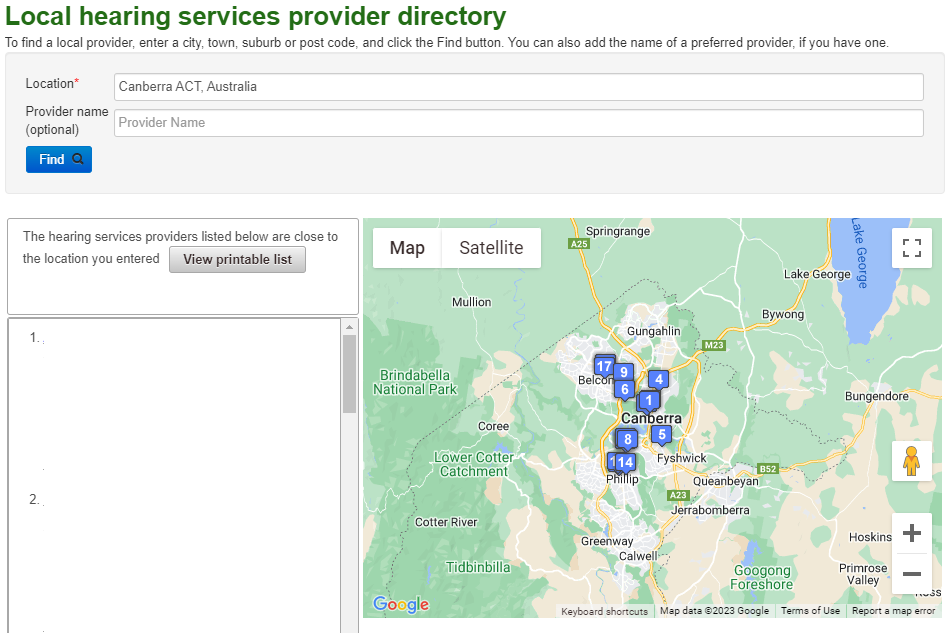 Local hearing services provider directory
To find a local provider, enter a city, town, suburb or post code, and click the Find button. You can also add the name of a preferred provider, if you have one.
Location*
Canberra ACT, Australia
Provider name
(optional)
Provider Name
Find
The hearing services providers listed below are close to
the location you entered
View printable list
1.
2.
Map
Satellite
Springrange
A25
Lake George
Lake George
Mullion
Bywong
Gungahlin
M23
Brindabella
National Park
17
9
4
6
1
Canberra
Bungendore
Coree
8
5
Lower Cotter
Catchment
14
Fyshwick
B52
Phillip
Queanbeyan
A23
Jerrabomberra
Cotter River
Greenway
Hoskins
Calwell
Tidbinbilla
Googong
Foreshore
Primrose
Valley
Google
Keyboard shortcuts
Map data ©2023 Google
Terms of Use
Report a map error